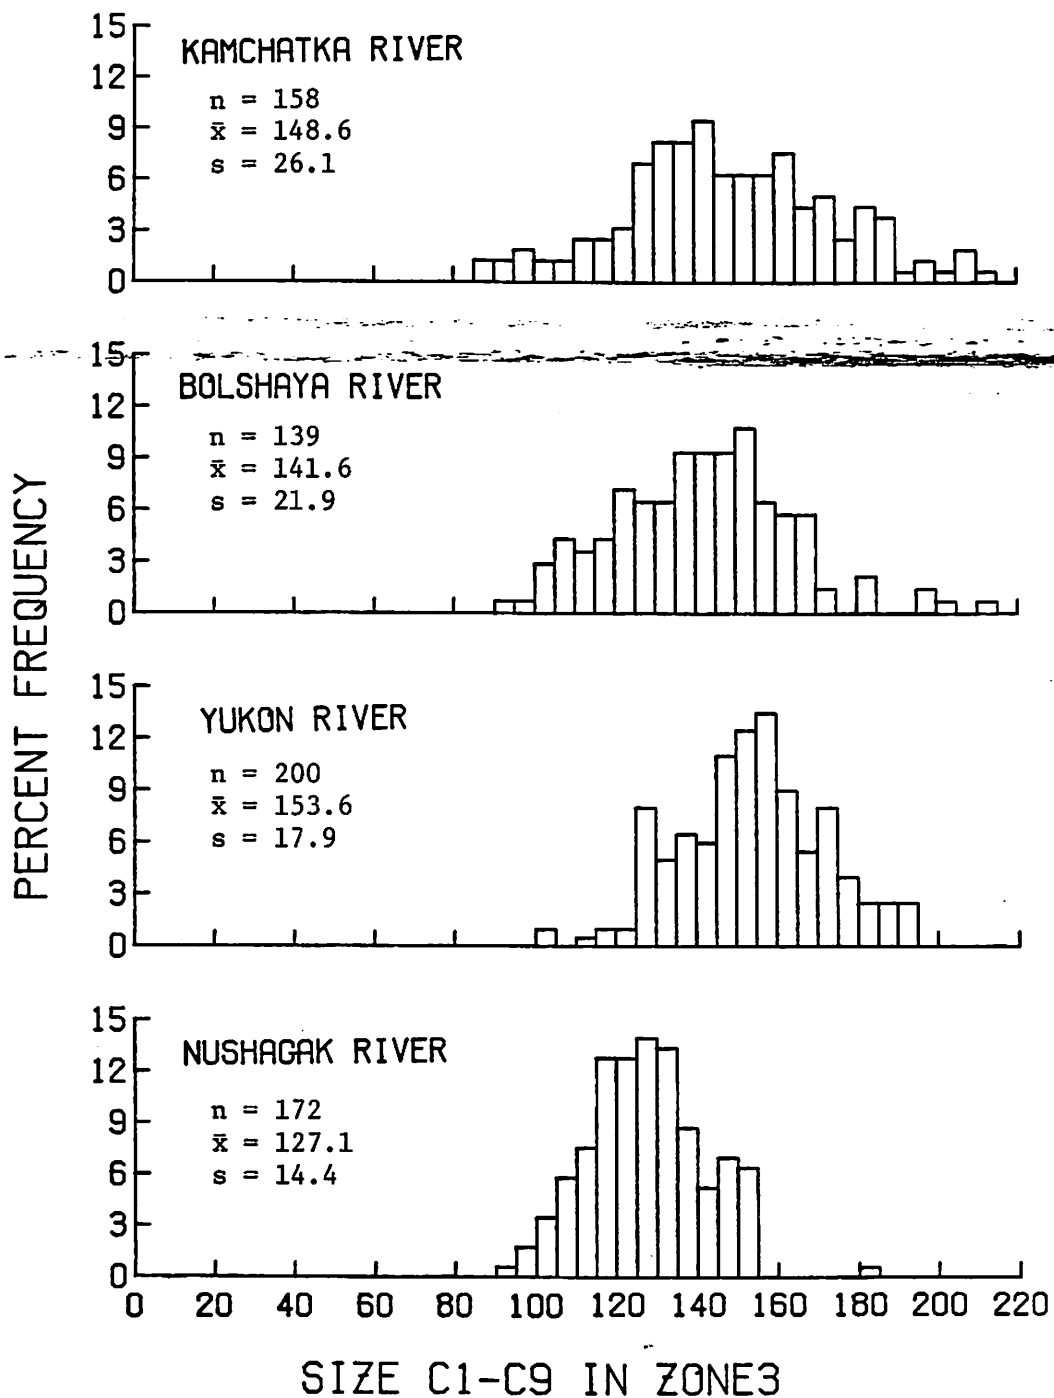 PERCENT FREQUENCY
15
KAMCHATKA RIVER
12
n = 158
9
x̄ = 148.6
s = 26.1
6
3
0
15
BOLSHAYA RIVER
12
n = 139
9
x̄ = 141.6
s = 21.9
6
3
0
15
YUKON RIVER
12
n = 200
9
x̄ = 153.6
s = 17.9
6
3
0
15
NUSHAGAK RIVER
12
n = 172
9
x̄ = 127.1
s = 14.4
6
3
0
0 20 40 60 80 100 120 140 160 180 200 220
SIZE C1-C9 IN ZONE3